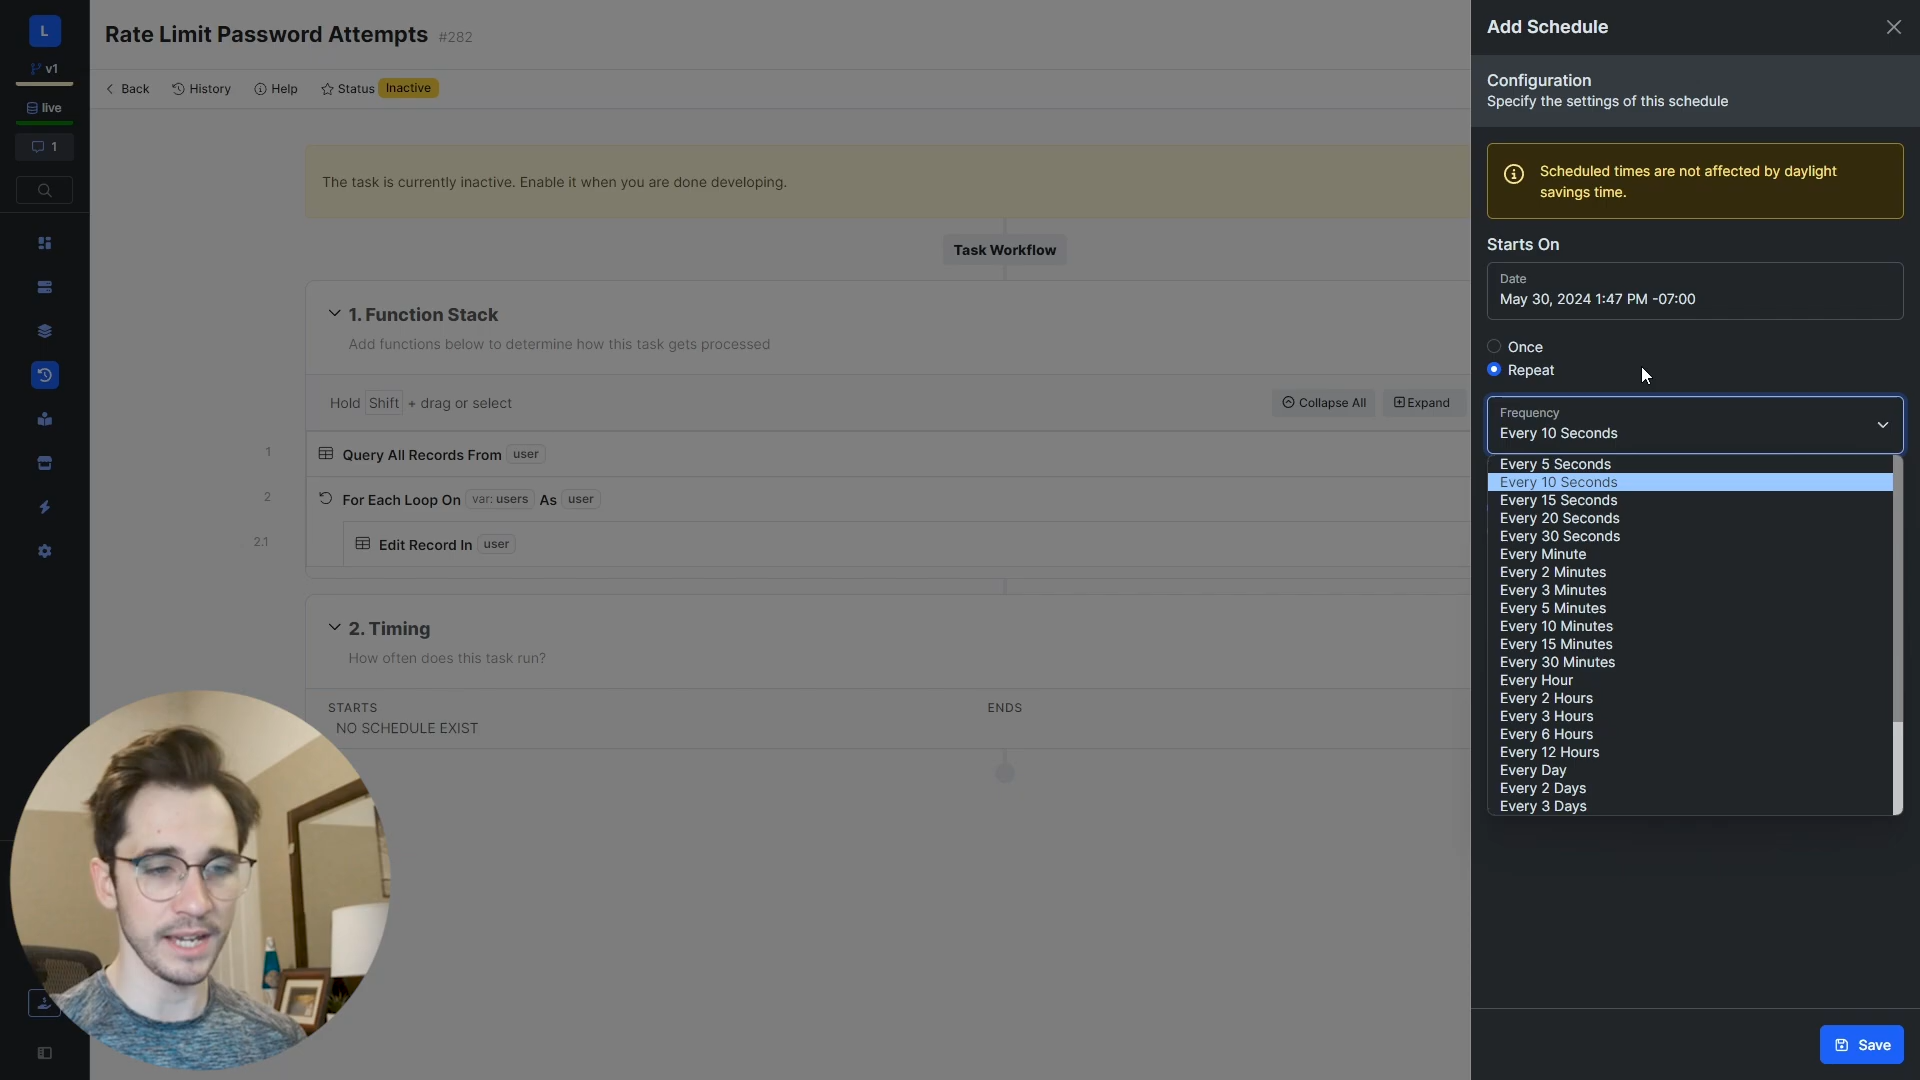 L
Rate Limit Password Attempts #282
v1
live
1
Back
History
Help
Status Inactive
The task is currently inactive. Enable it when you are done developing.
Task Workflow
1. Function Stack
Add functions below to determine how this task gets processed
Hold Shift + drag or select
Collapse All
Expand
1
Query All Records From user
2
For Each Loop On var: users As user
2.1
Edit Record In user
2. Timing
How often does this task run?
STARTS
ENDS
NO SCHEDULE EXIST
Add Schedule
Configuration
Specify the settings of this schedule
Scheduled times are not affected by daylight
savings time.
Starts On
Date
May 30, 2024 1:47 PM -07:00
Once
Repeat
Frequency
Every 10 Seconds
Every 5 Seconds
Every 10 Seconds
Every 15 Seconds
Every 20 Seconds
Every 30 Seconds
Every Minute
Every 2 Minutes
Every 3 Minutes
Every 5 Minutes
Every 10 Minutes
Every 15 Minutes
Every 30 Minutes
Every Hour
Every 2 Hours
Every 3 Hours
Every 6 Hours
Every 12 Hours
Every Day
Every 2 Days
Every 3 Days
Save